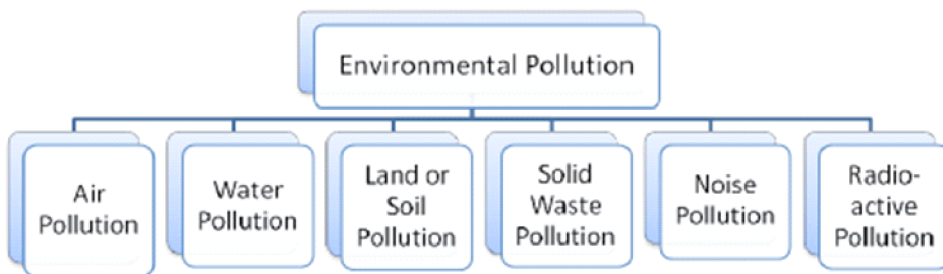 Environmental Pollution
Air
Pollution
Water
Pollution
Land or
Soil
Pollution
Solid
Waste
Pollution
Noise
Pollution
Radio-
active
Pollution